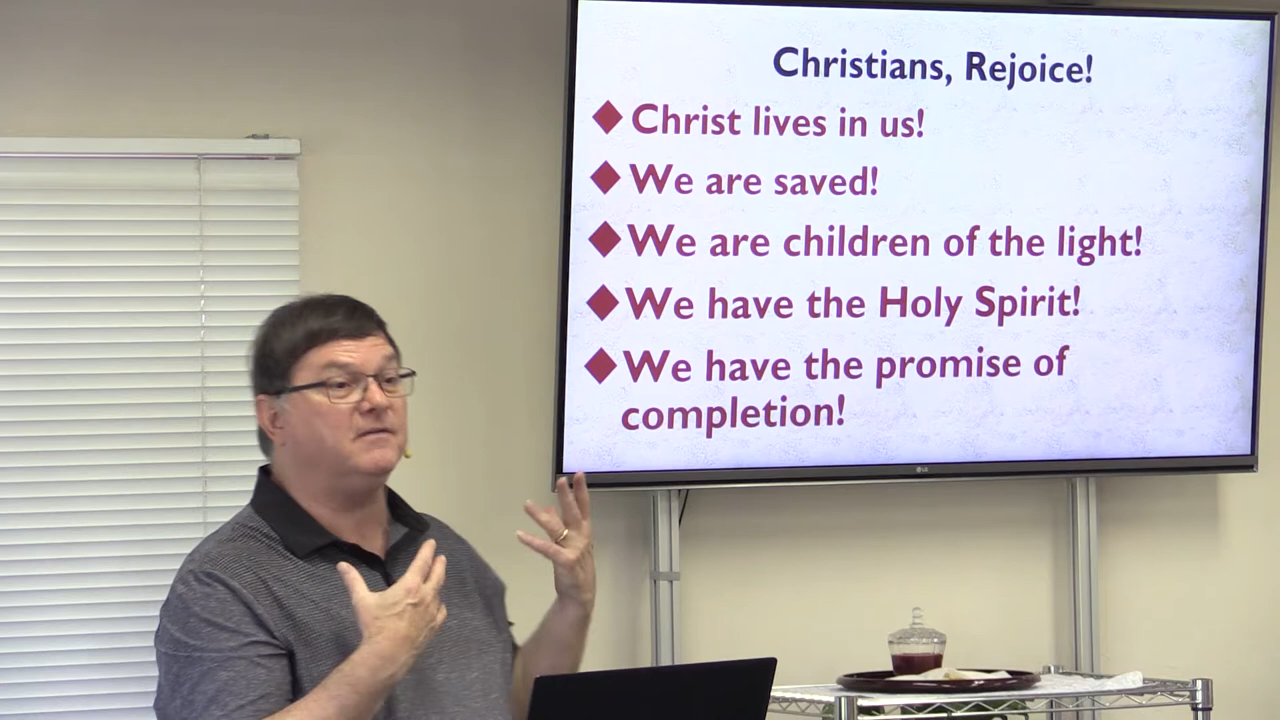 Christians, Rejoice!
Christ lives in us!
We are saved!
We are children of the light!
We have the Holy Spirit!
We have the promise of
completion!
LG